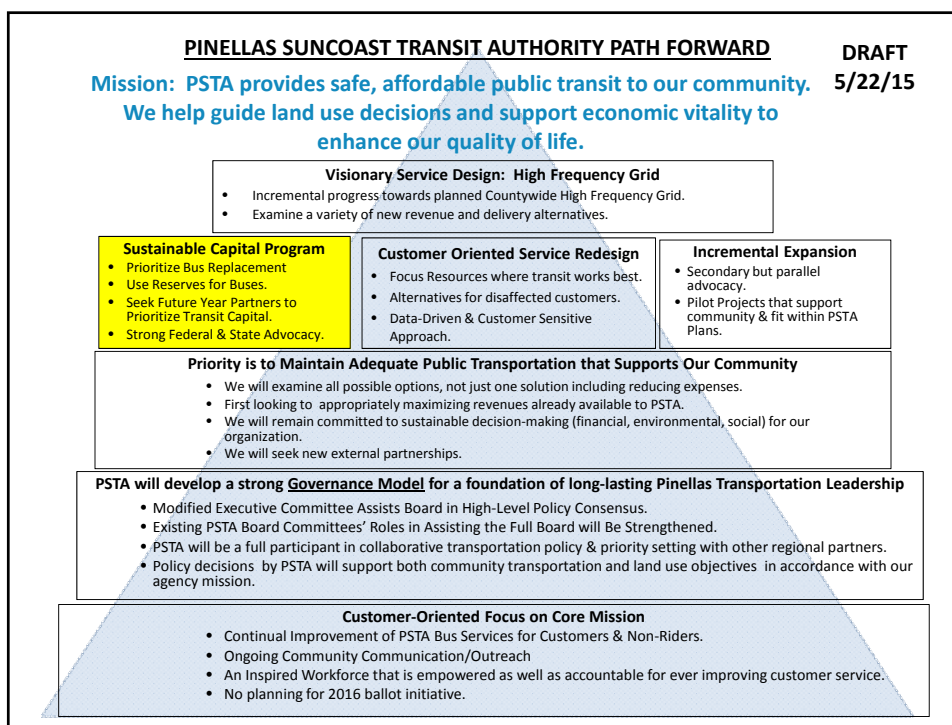 PINELLAS SUNCOAST TRANSIT AUTHORITY PATH FORWARD
DRAFT
5/22/15
Mission: PSTA provides safe, affordable public transit to our community.
We help guide land use decisions and support economic vitality to
enhance our quality of life.
Visionary Service Design: High Frequency Grid
• Incremental progress towards planned Countywide High Frequency Grid.
• Examine a variety of new revenue and delivery alternatives.
Sustainable Capital Program
• Prioritize Bus Replacement
• Use Reserves for Buses.
• Seek Future Year Partners to
Prioritize Transit Capital.
• Strong Federal & State Advocacy.
Customer Oriented Service Redesign
• Focus Resources where transit works best.
• Alternatives for disaffected customers.
• Data-Driven & Customer Sensitive
Approach.
Incremental Expansion
• Secondary but parallel
advocacy.
• Pilot Projects that support
community & fit within PSTA
Plans.
Priority is to Maintain Adequate Public Transportation that Supports Our Community
• We will examine all possible options, not just one solution including reducing expenses.
• First looking to appropriately maximizing revenues already available to PSTA.
• We will remain committed to sustainable decision-making (financial, environmental, social) for our
organization.
• We will seek new external partnerships.
PSTA will develop a strong Governance Model for a foundation of long-lasting Pinellas Transportation Leadership
• Modified Executive Committee Assists Board in High-Level Policy Consensus.
• Existing PSTA Board Committees' Roles in Assisting the Full Board will Be Strengthened.
• PSTA will be a full participant in collaborative transportation policy & priority setting with other regional partners.
• Policy decisions by PSTA will support both community transportation and land use objectives in accordance with our
agency mission.
Customer-Oriented Focus on Core Mission
• Continual Improvement of PSTA Bus Services for Customers & Non-Riders.
• Ongoing Community Communication/Outreach
• An Inspired Workforce that is empowered as well as accountable for ever improving customer service.
• No planning for 2016 ballot initiative.